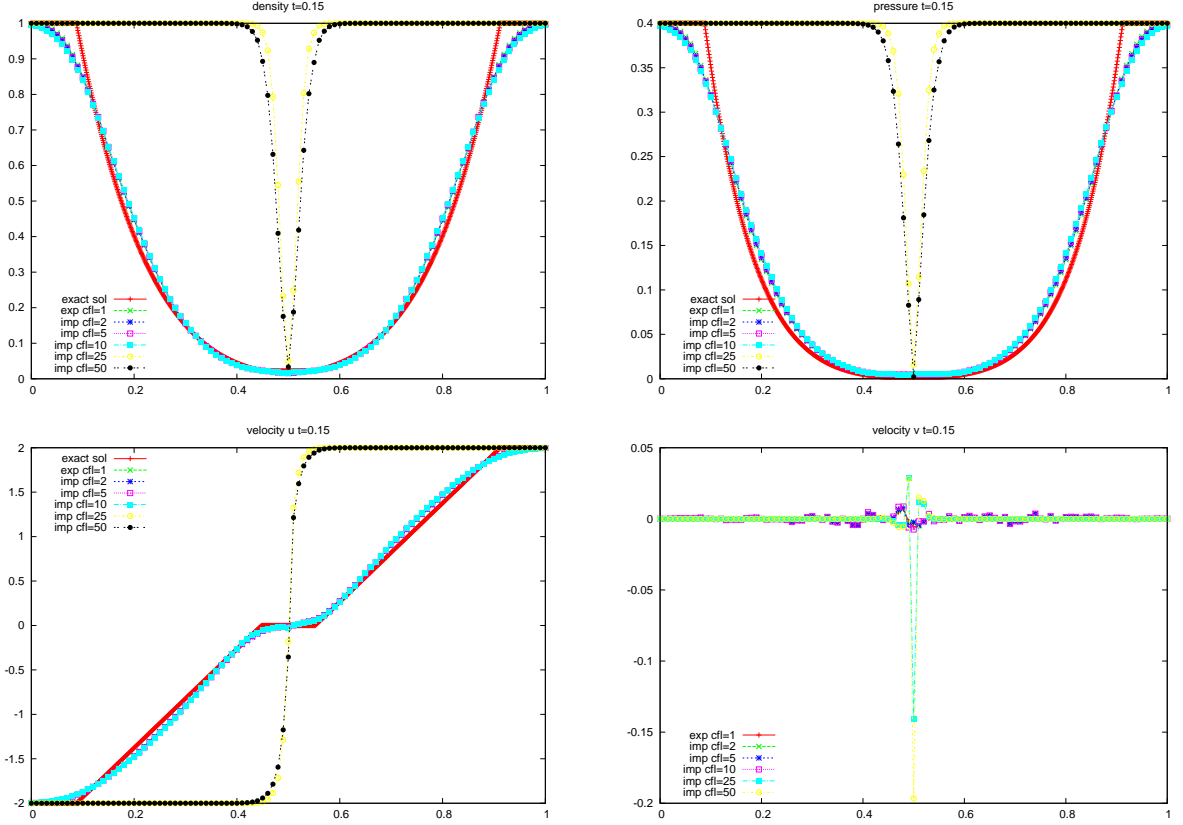 density t=0.15
1
0.9
0.8
0.7
0.6
0.5
0.4
0.3
0.2
0.1
0
0
0.2
0.4
0.6
0.8
1
exact sol
exp cfl=1
imp cfl=2
imp cfl=5
imp cfl=10
imp cfl=25
imp cfl=50
pressure t=0.15
0.4
0.35
0.3
0.25
0.2
0.15
0.1
0.05
0
0
0.2
0.4
0.6
0.8
1
exact sol
exp cfl=1
imp cfl=2
imp cfl=5
imp cfl=10
imp cfl=25
imp cfl=50
velocity u t=0.15
2
1.5
1
0.5
0
-0.5
-1
-1.5
-2
0
0.2
0.4
0.6
0.8
1
exact sol
exp cfl=1
imp cfl=2
imp cfl=5
imp cfl=10
imp cfl=25
imp cfl=50
velocity v t=0.15
0.05
0
-0.05
-0.1
-0.15
-0.2
0
0.2
0.4
0.6
0.8
1
exp cfl=1
imp cfl=2
imp cfl=5
imp cfl=10
imp cfl=25
imp cfl=50